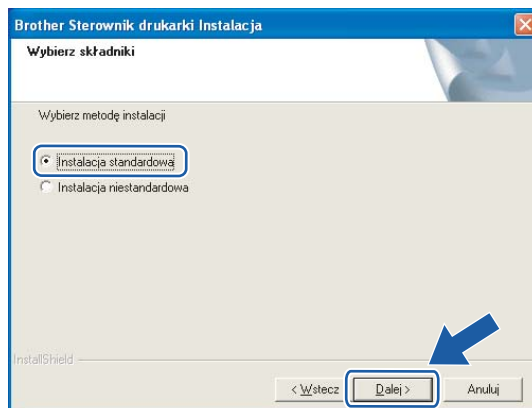 Brother Sterownik drukarki Instalacja
Wybierz składniki
Wybierz metodę instalacji
Instalacja standardowa
Instalacja niestandardowa
InstallShield
< Wstecz Dalej > Anuluj